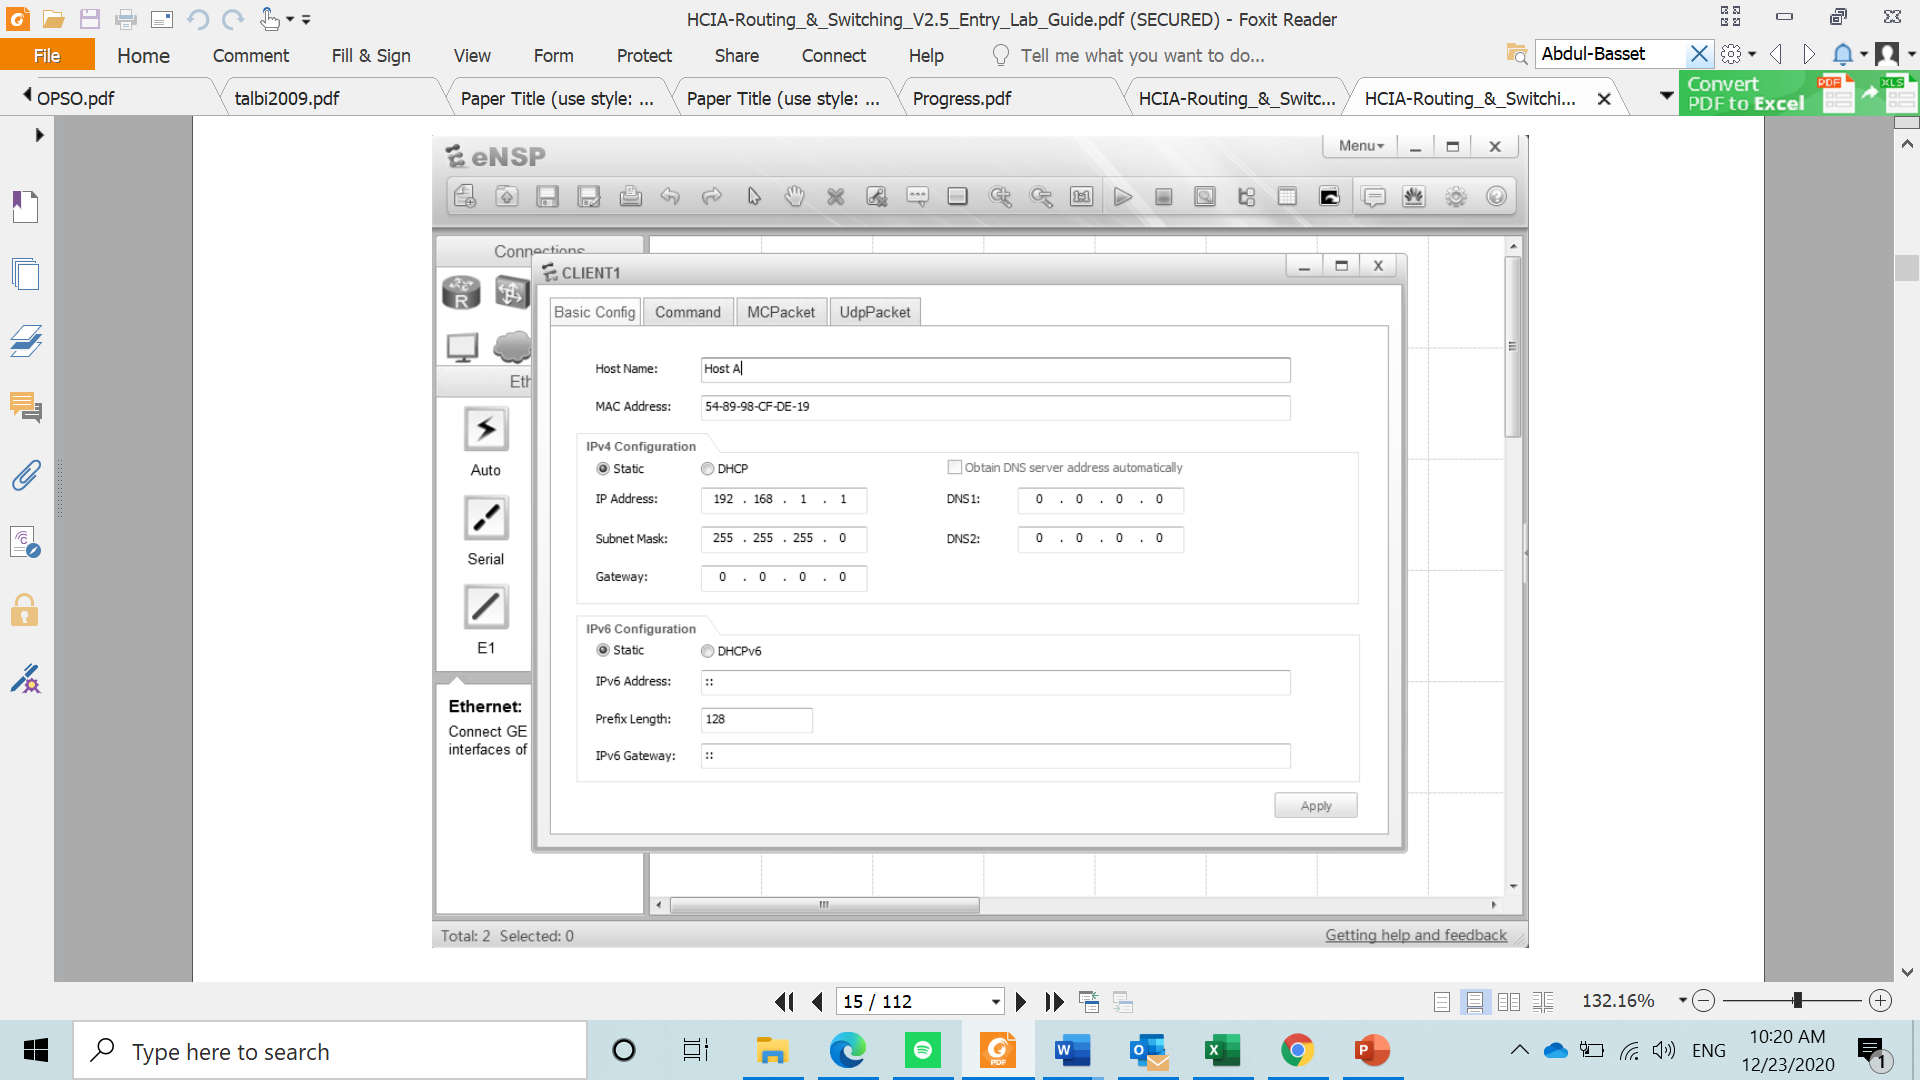 HCIA-Routing_&_Switching_V2.5_Entry_Lab_Guide.pdf (SECURED) - Foxit Reader
File Home Comment Fill & Sign View Form Protect Share Connect Help Tell me what you want to do... Abdul-Basset
OPSO.pdf talbi2009.pdf Paper Title (use style: ... Paper Title (use style: ... Progress.pdf HCIA-Routing_&_Switc... HCIA-Routing_&_Switchi...
Convert
PDF to Excel
PDF XLS
eNSP
Menu
Connections
CLIENT1
Basic Config Command MCPacket UdpPacket
Host Name: Host A
MAC Address: 54-89-98-CF-DE-19
IPv4 Configuration
Static DHCP Obtain DNS server address automatically
IP Address: 192 . 168 . 1 . 1 DNS1: 0 . 0 . 0 . 0
Subnet Mask: 255 . 255 . 255 . 0 DNS2: 0 . 0 . 0 . 0
Gateway: 0 . 0 . 0 . 0
IPv6 Configuration
Static DHCPv6
IPv6 Address: ::
Prefix Length: 128
IPv6 Gateway: ::
Apply
R
Eth
Auto
Serial
E1
Ethernet:
Connect GE
interfaces of
Total: 2 Selected: 0
Getting help and feedback
15 / 112
132.16%
Type here to search
ENG
10:20 AM
12/23/2020
1